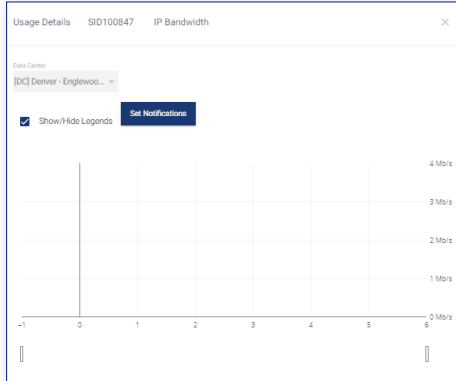 Usage Details SID100847 IP Bandwidth
Data Center
[DC] Denver - Englewoo...
Show/Hide Legends Set Notifications
4 Mb/s
3 Mb/s
2 Mb/s
1 Mb/s
0 Mb/s
−1 0 1 2 3 4 5 6